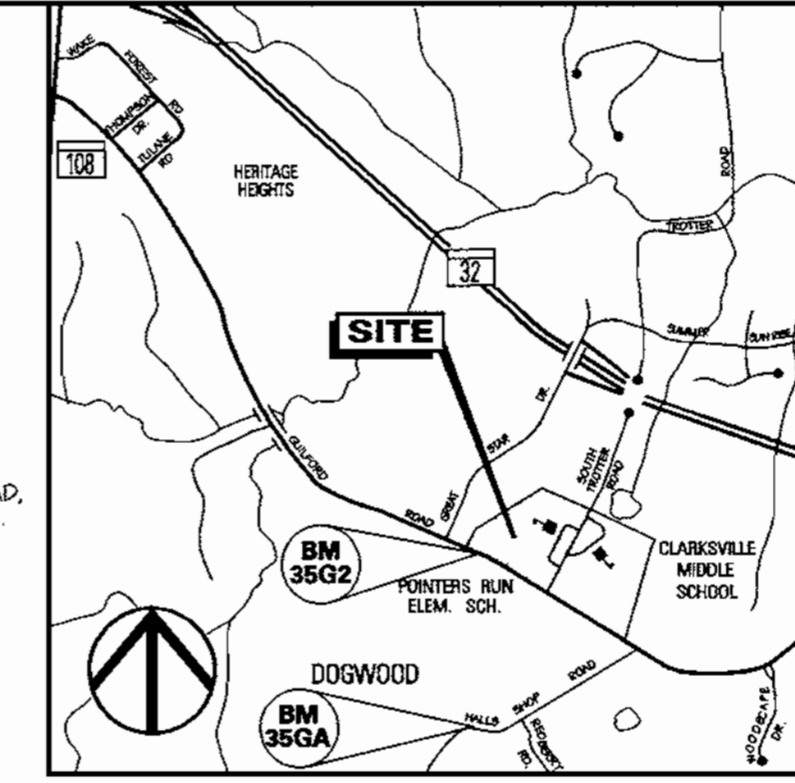 WAKE
FOREST
RD
THOMPSON
DR.
TULANE
RD
108
HERITAGE
HEIGHTS
ROAD
TROTTER
32
SITE
SUMMER
SUNRISE
DR.
STAR
GREAT
GUILFORD
ROAD
SOUTH
TROTTER
ROAD
BM
35G2
POINTERS RUN
ELEM. SCH.
CLARKSVILLE
MIDDLE
SCHOOL
DOGWOOD
BM
35GA
HALLS
SHOP
ROAD
RD.
WOODSCAPE
DR.